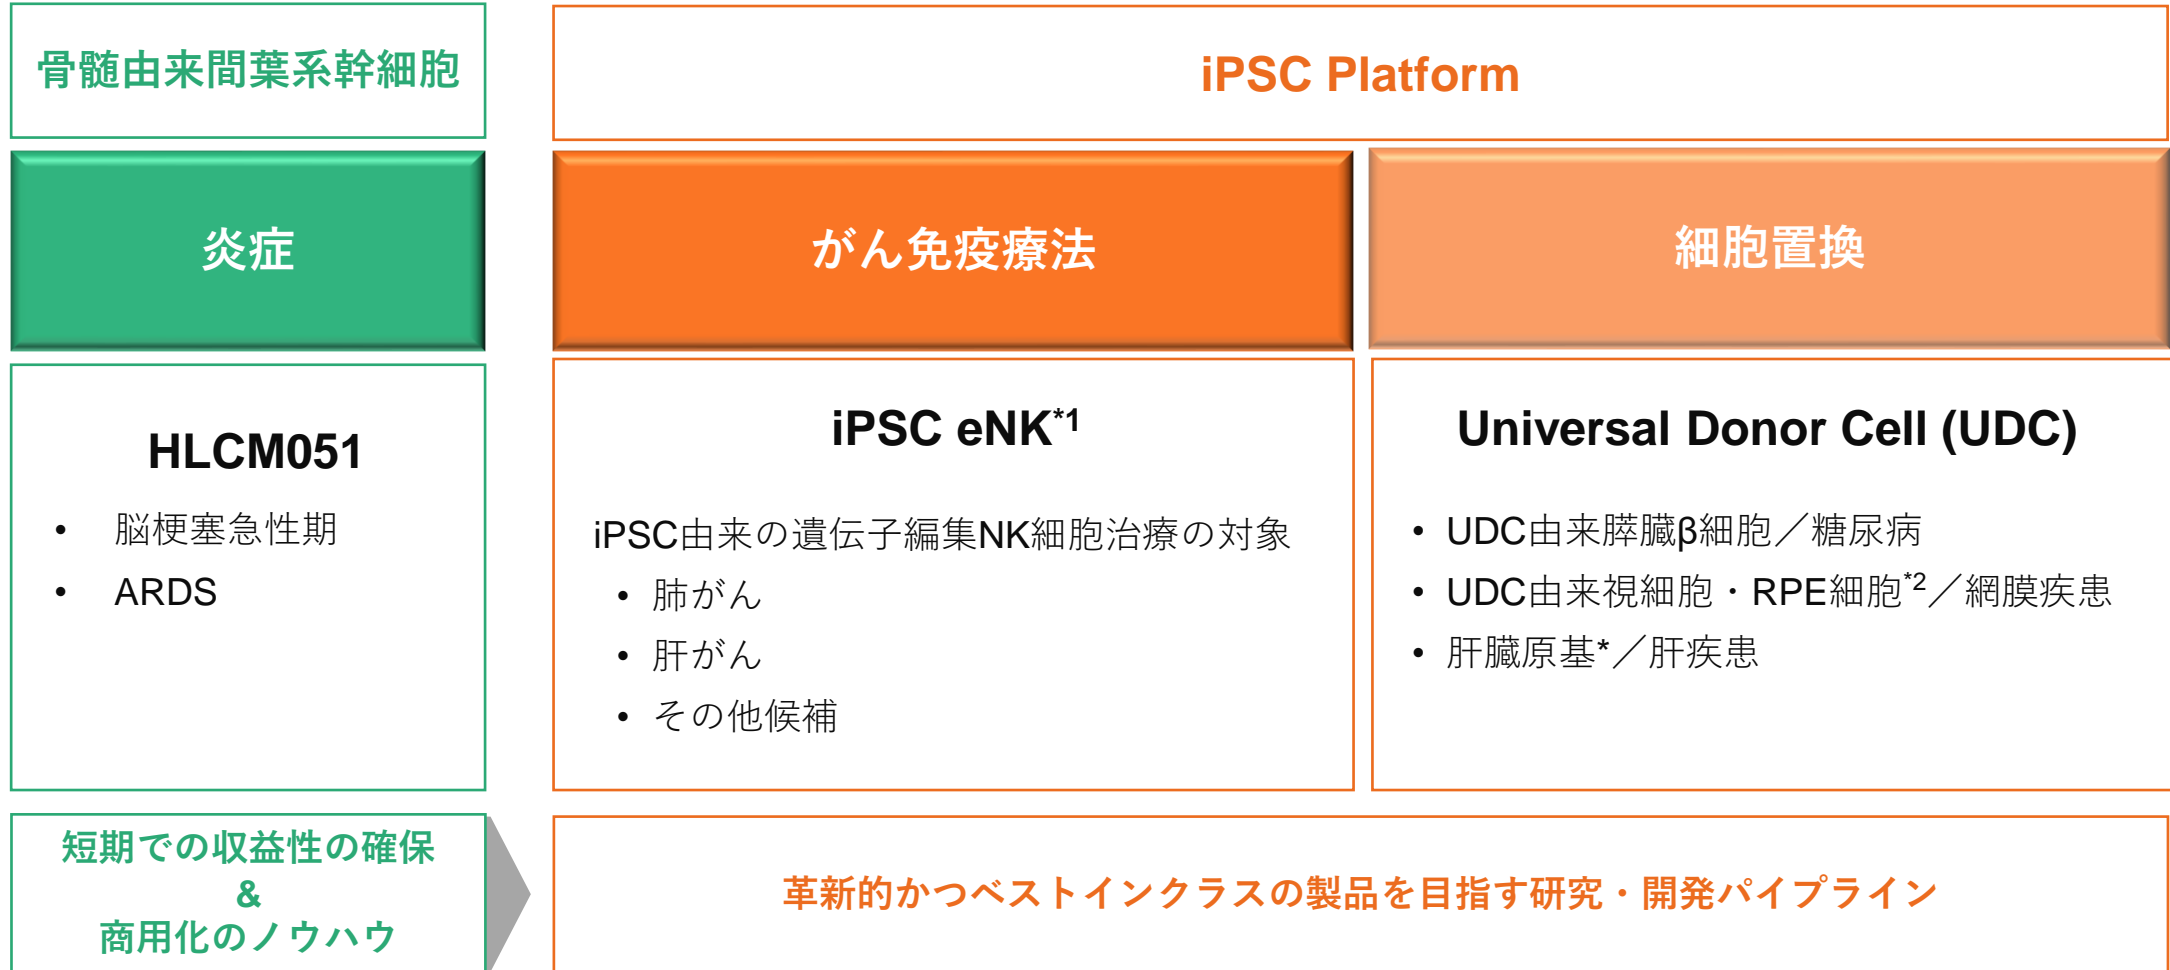 骨髄由来間葉系幹細胞
iPSC Platform
炎症
がん免疫療法
細胞置換
HLCM051
• 脳梗塞急性期
• ARDS
iPSC eNK*1
iPSC由来の遺伝子編集NK細胞治療の対象
• 肺がん
• 肝がん
• その他候補
Universal Donor Cell (UDC)
• UDC由来膵臓β細胞／糖尿病
• UDC由来視細胞・RPE細胞*2／網膜疾患
• 肝臓原基*／肝疾患
短期での収益性の確保
&
商用化のノウハウ
革新的かつベストインクラスの製品を目指す研究・開発パイプライン